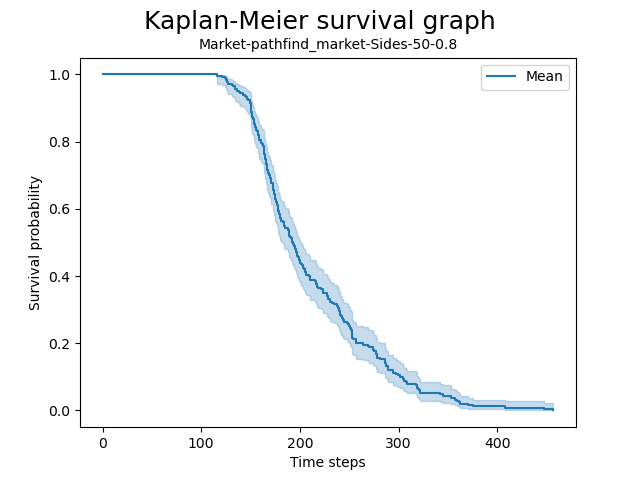 Kaplan-Meier survival graph
Market-pathfind_market-Sides-50-0.8
Mean
1.0
0.8
0.6
0.4
0.2
0.0
Survival probability
0 100 200 300 400
Time steps